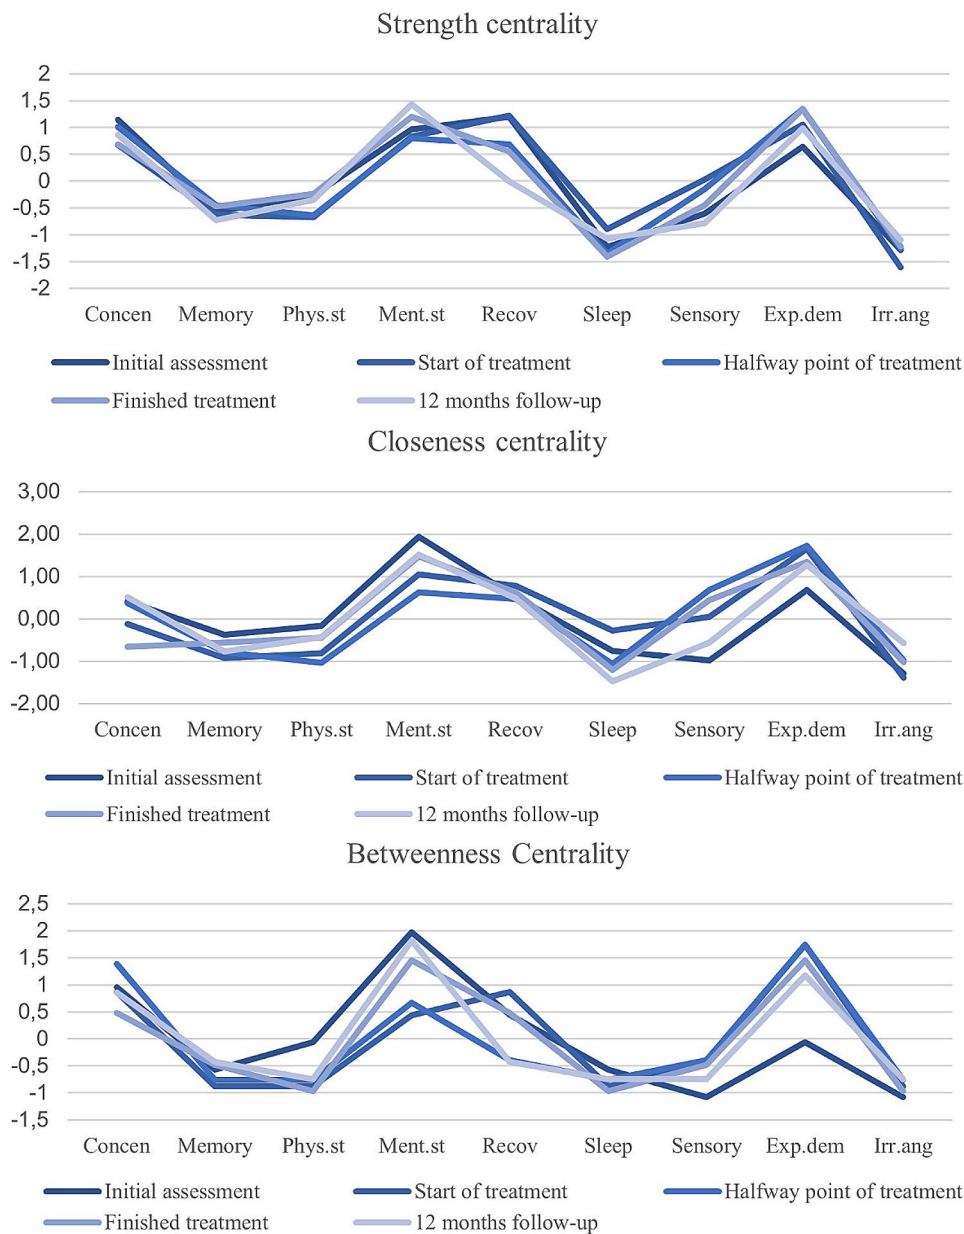 Strength centrality
2
1,5
1
0,5
0
-0,5
-1
-1,5
-2
Concen Memory Phys.st Ment.st Recov Sleep Sensory Exp.dem Irr.ang
Initial assessment Start of treatment Halfway point of treatment
Finished treatment 12 months follow-up
Closeness centrality
3,00
2,00
1,00
0,00
-1,00
-2,00
Concen Memory Phys.st Ment.st Recov Sleep Sensory Exp.dem Irr.ang
Initial assessment Start of treatment Halfway point of treatment
Finished treatment 12 months follow-up
Betweenness Centrality
2,5
2
1,5
1
0,5
0
-0,5
-1
-1,5
Concen Memory Phys.st Ment.st Recov Sleep Sensory Exp.dem Irr.ang
Initial assessment Start of treatment Halfway point of treatment
Finished treatment 12 months follow-up